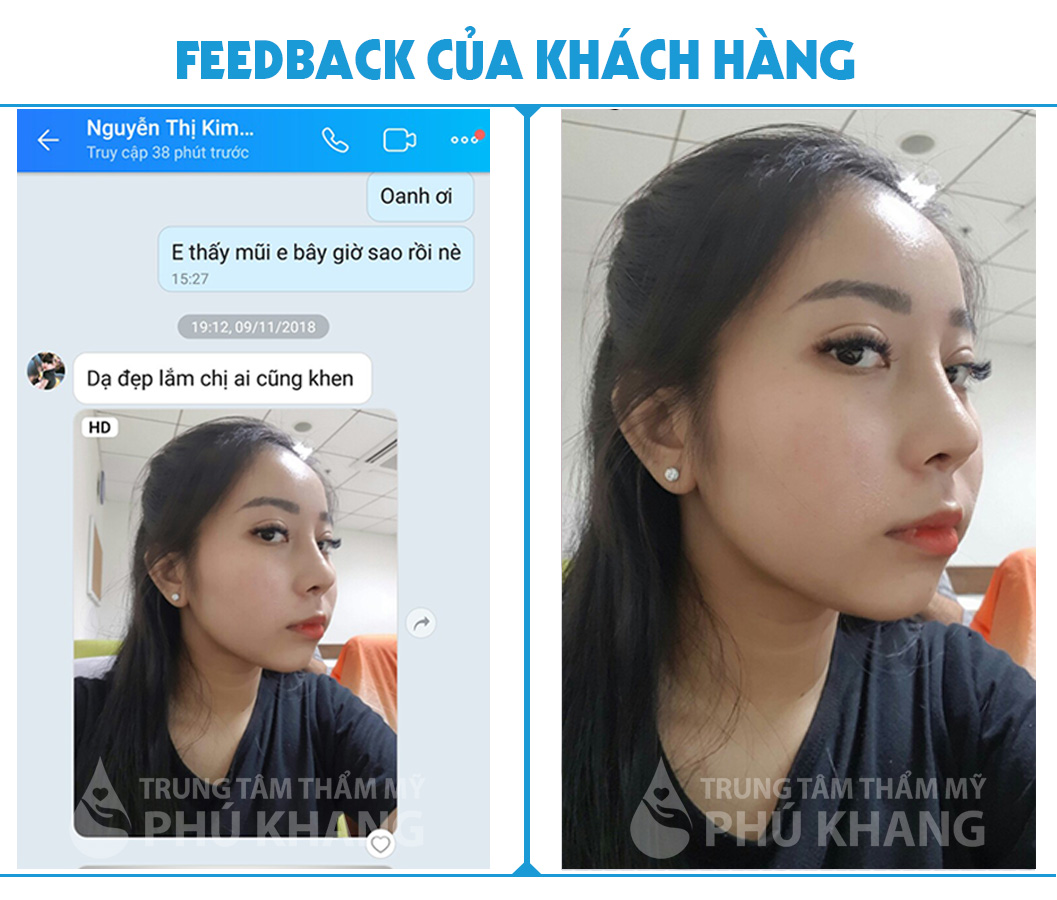 FEEDBACK CỦA KHÁCH HÀNG
Nguyễn Thị Kim...
Truy cập 38 phút trước
Oanh ơi
E thấy mũi e bây giờ sao rồi nè
15:27
19:12, 09/11/2018
Dạ đẹp lắm chị ai cũng khen
HD
TRUNG TÂM THẨM MỸ
PHÚ KHANG
TRUNG TÂM THẨM MỸ
PHÚ KHANG